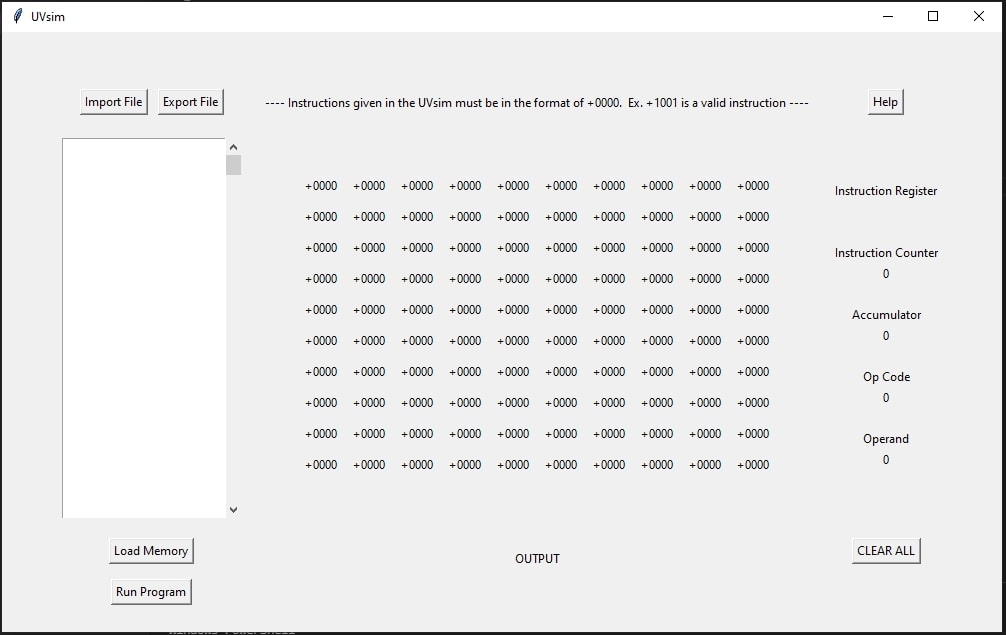 UVsim
Import File Export File ---- Instructions given in the UVsim must be in the format of +0000. Ex. +1001 is a valid instruction ---- Help
+0000 +0000 +0000 +0000 +0000 +0000 +0000 +0000 +0000 +0000
+0000 +0000 +0000 +0000 +0000 +0000 +0000 +0000 +0000 +0000
+0000 +0000 +0000 +0000 +0000 +0000 +0000 +0000 +0000 +0000
+0000 +0000 +0000 +0000 +0000 +0000 +0000 +0000 +0000 +0000
+0000 +0000 +0000 +0000 +0000 +0000 +0000 +0000 +0000 +0000
+0000 +0000 +0000 +0000 +0000 +0000 +0000 +0000 +0000 +0000
+0000 +0000 +0000 +0000 +0000 +0000 +0000 +0000 +0000 +0000
+0000 +0000 +0000 +0000 +0000 +0000 +0000 +0000 +0000 +0000
+0000 +0000 +0000 +0000 +0000 +0000 +0000 +0000 +0000 +0000
+0000 +0000 +0000 +0000 +0000 +0000 +0000 +0000 +0000 +0000
Instruction Register
Instruction Counter
0
Accumulator
0
Op Code
0
Operand
0
Load Memory
Run Program
OUTPUT
CLEAR ALL